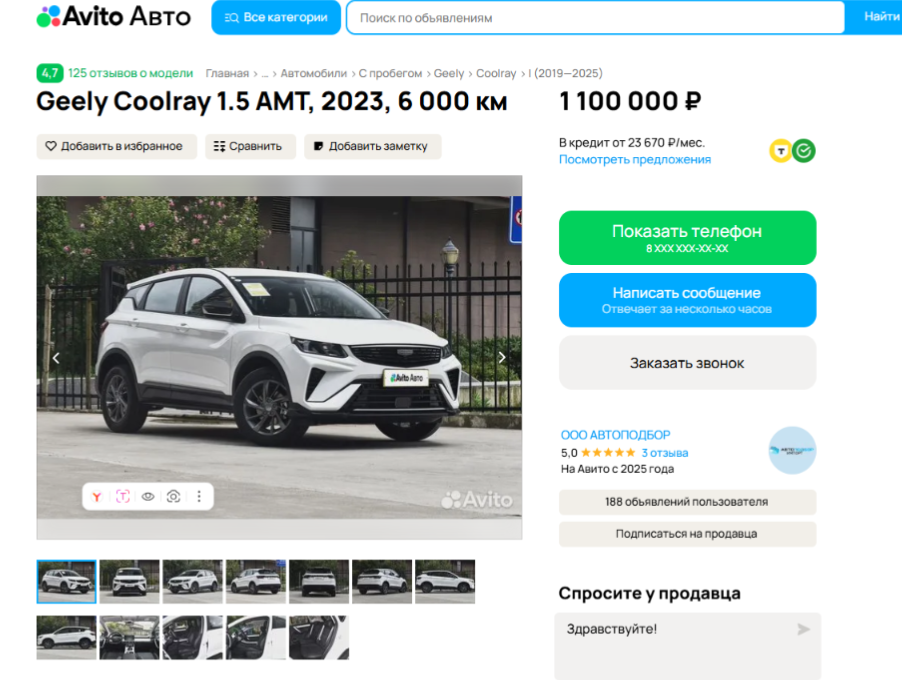 Avito Авто
Все категории
Поиск по объявлениям
Найти
4,7 125 отзывов о модели
Главная › ... › Автомобили › С пробегом › Geely › Coolray › I (2019—2025)
Geely Coolray 1.5 AMT, 2023, 6 000 км
1 100 000 ₽
Добавить в избранное
Сравнить
Добавить заметку
В кредит от 23 670 ₽/мес.
Посмотреть предложения
Показать телефон
8 XXX XXX-XX-XX
Написать сообщение
Отвечает за несколько часов
Заказать звонок
Avito Авто
Avito
ООО АВТОПОДБОР
5,0 ★★★★★ 3 отзыва
На Авито с 2025 года
188 объявлений пользователя
Подписаться на продавца
Спросите у продавца
Здравствуйте!